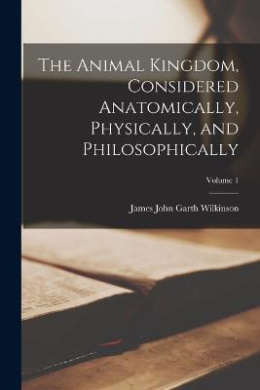 The Animal Kingdom,
Considered
Anatomically,
Physically, and
Philosophically
Volume 1
James John Garth Wilkinson